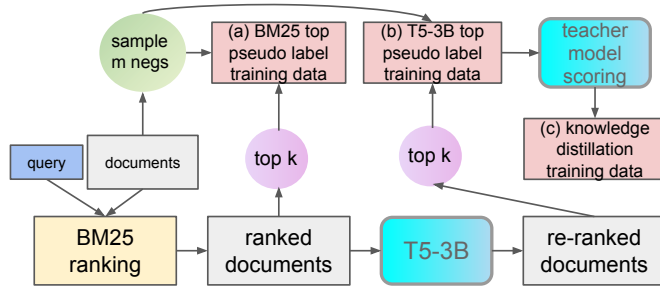 sample
m negs
(a) BM25 top
pseudo label
training data
(b) T5-3B top
pseudo label
training data
teacher
model
scoring
(c) knowledge
distillation
training data
query
documents
top k
top k
BM25
ranking
ranked
documents
T5-3B
re-ranked
documents